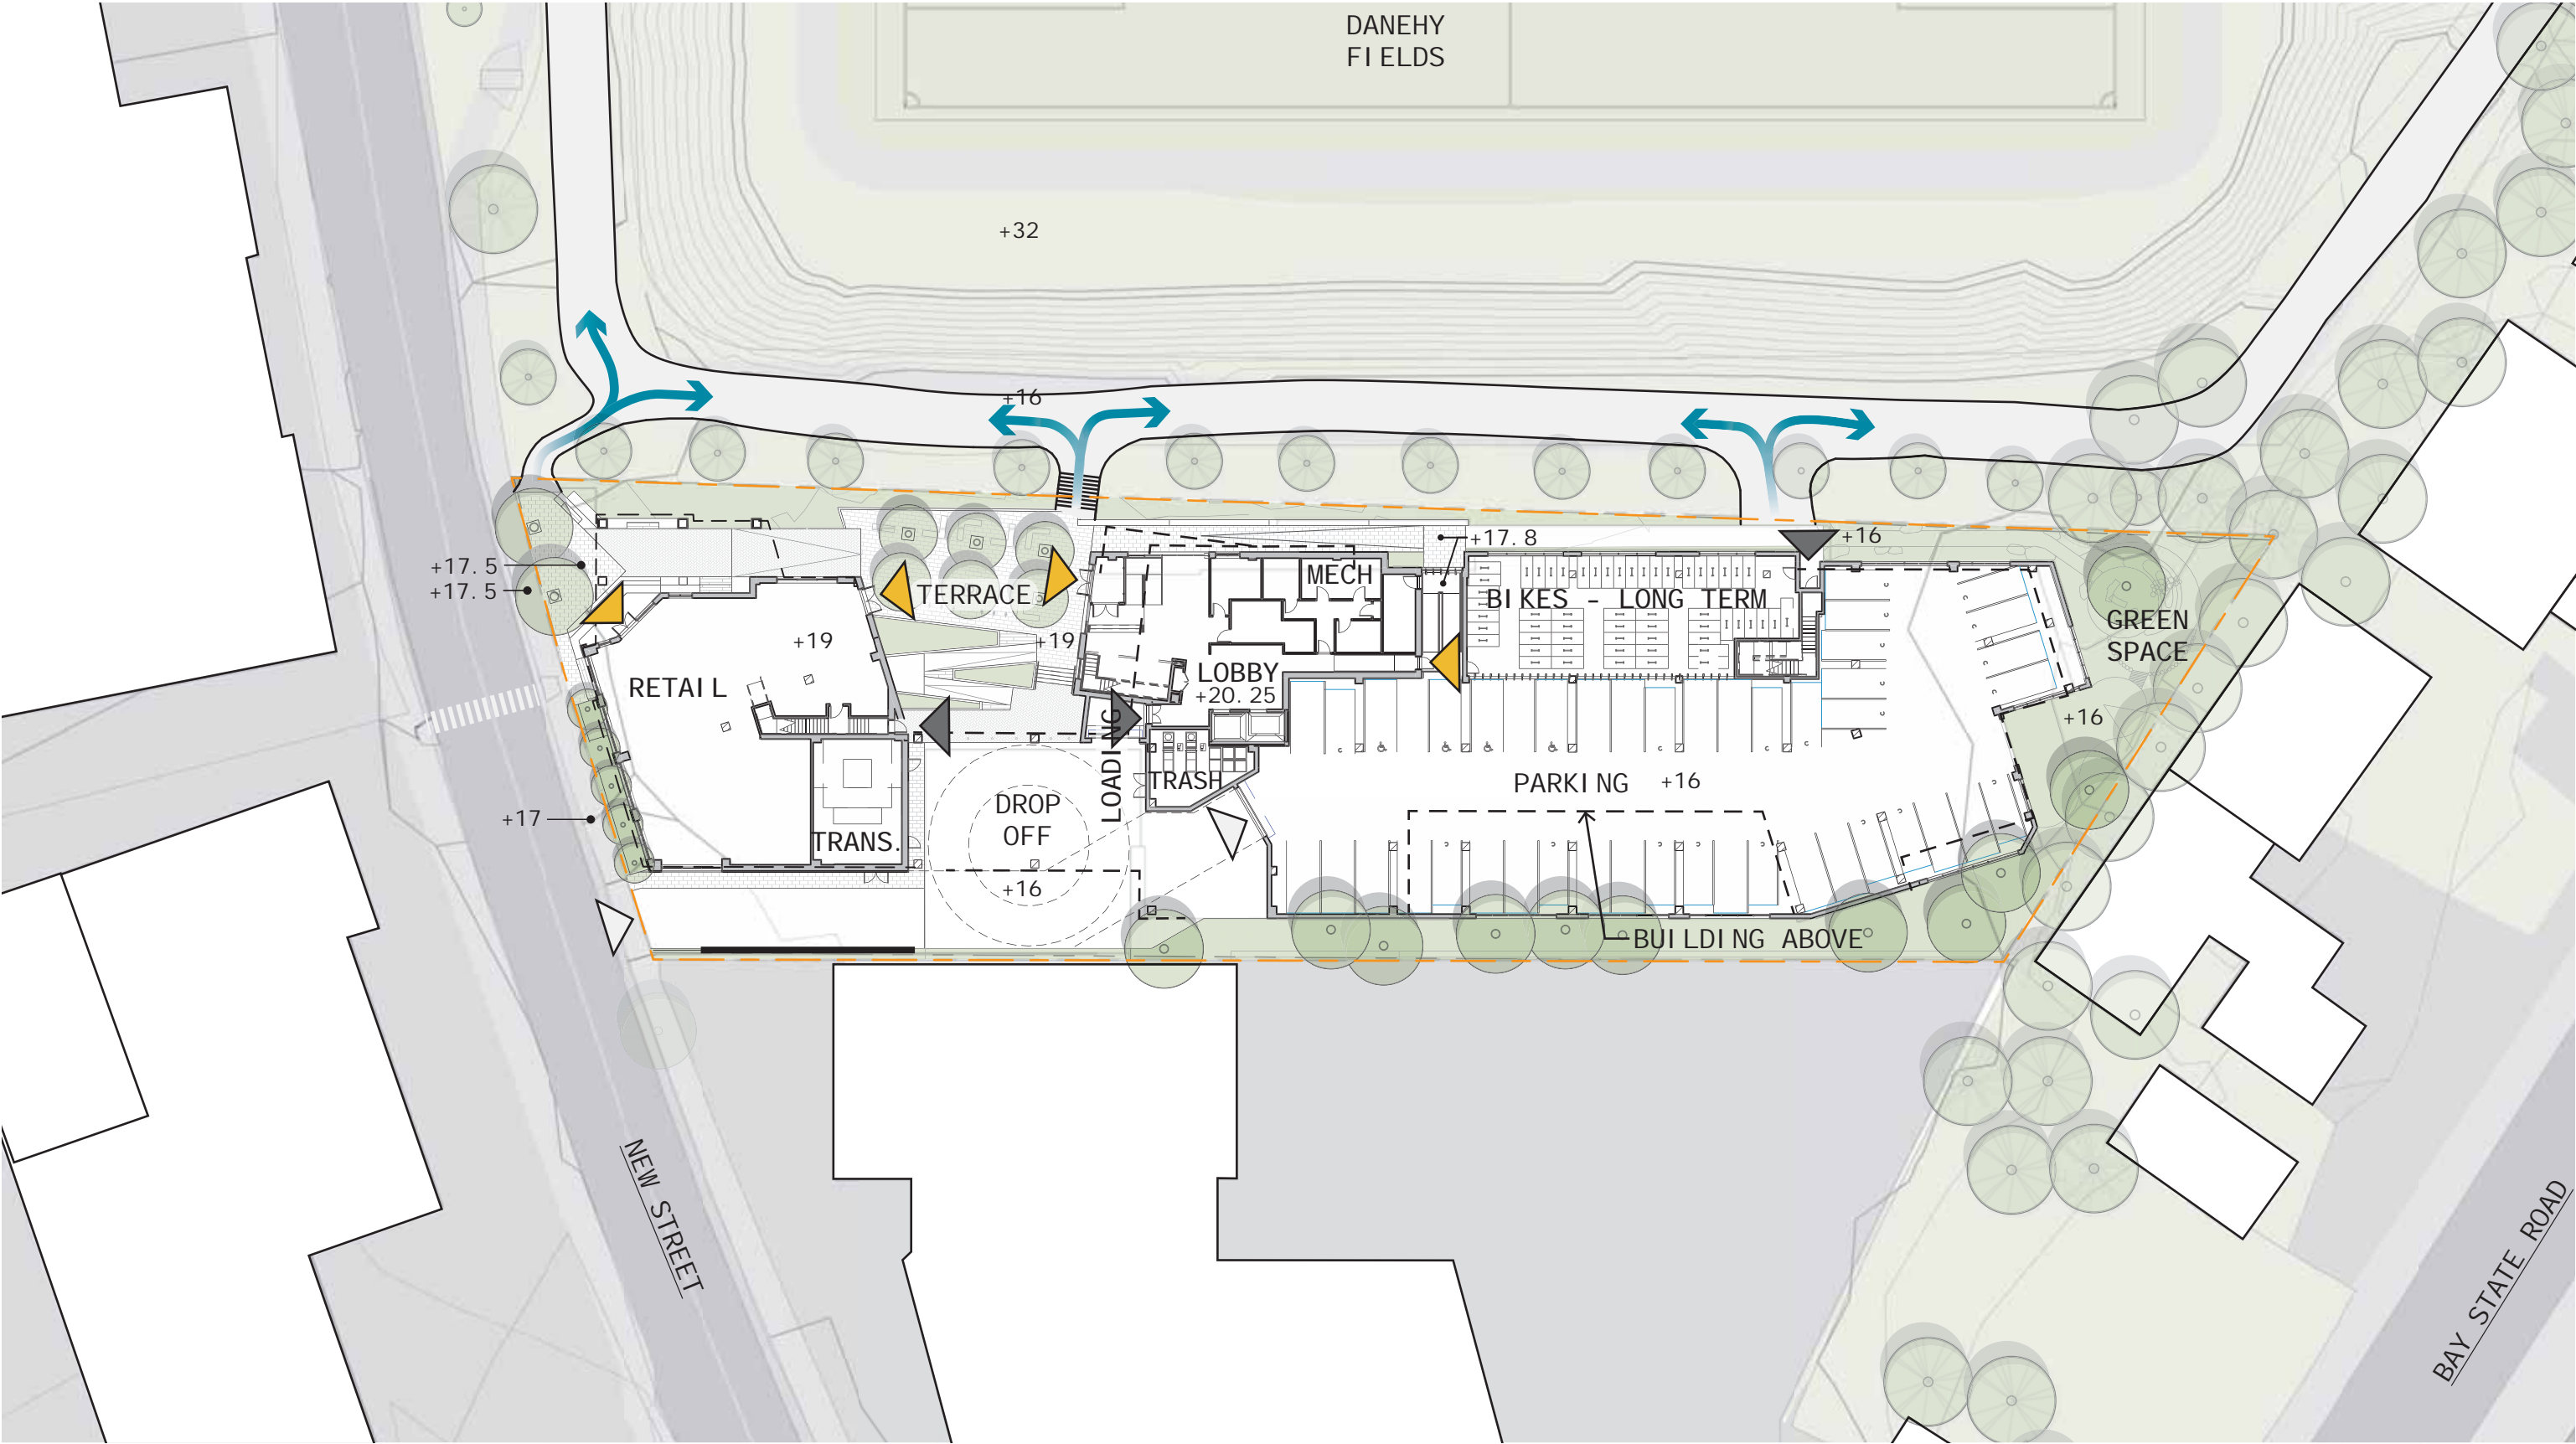 DANEHY
FIELDS
+32
+16
+17.5
+17.5
TERRACE
MECH
+17.8
+16
BIKES - LONG TERM
GREEN
SPACE
+19
+19
RETAIL
LOBBY
+20.25
+16
LOADING
TRASH
PARKING +16
DROP
OFF
+17
TRANS.
+16
BUILDING ABOVE
NEW STREET
BAY STATE ROAD